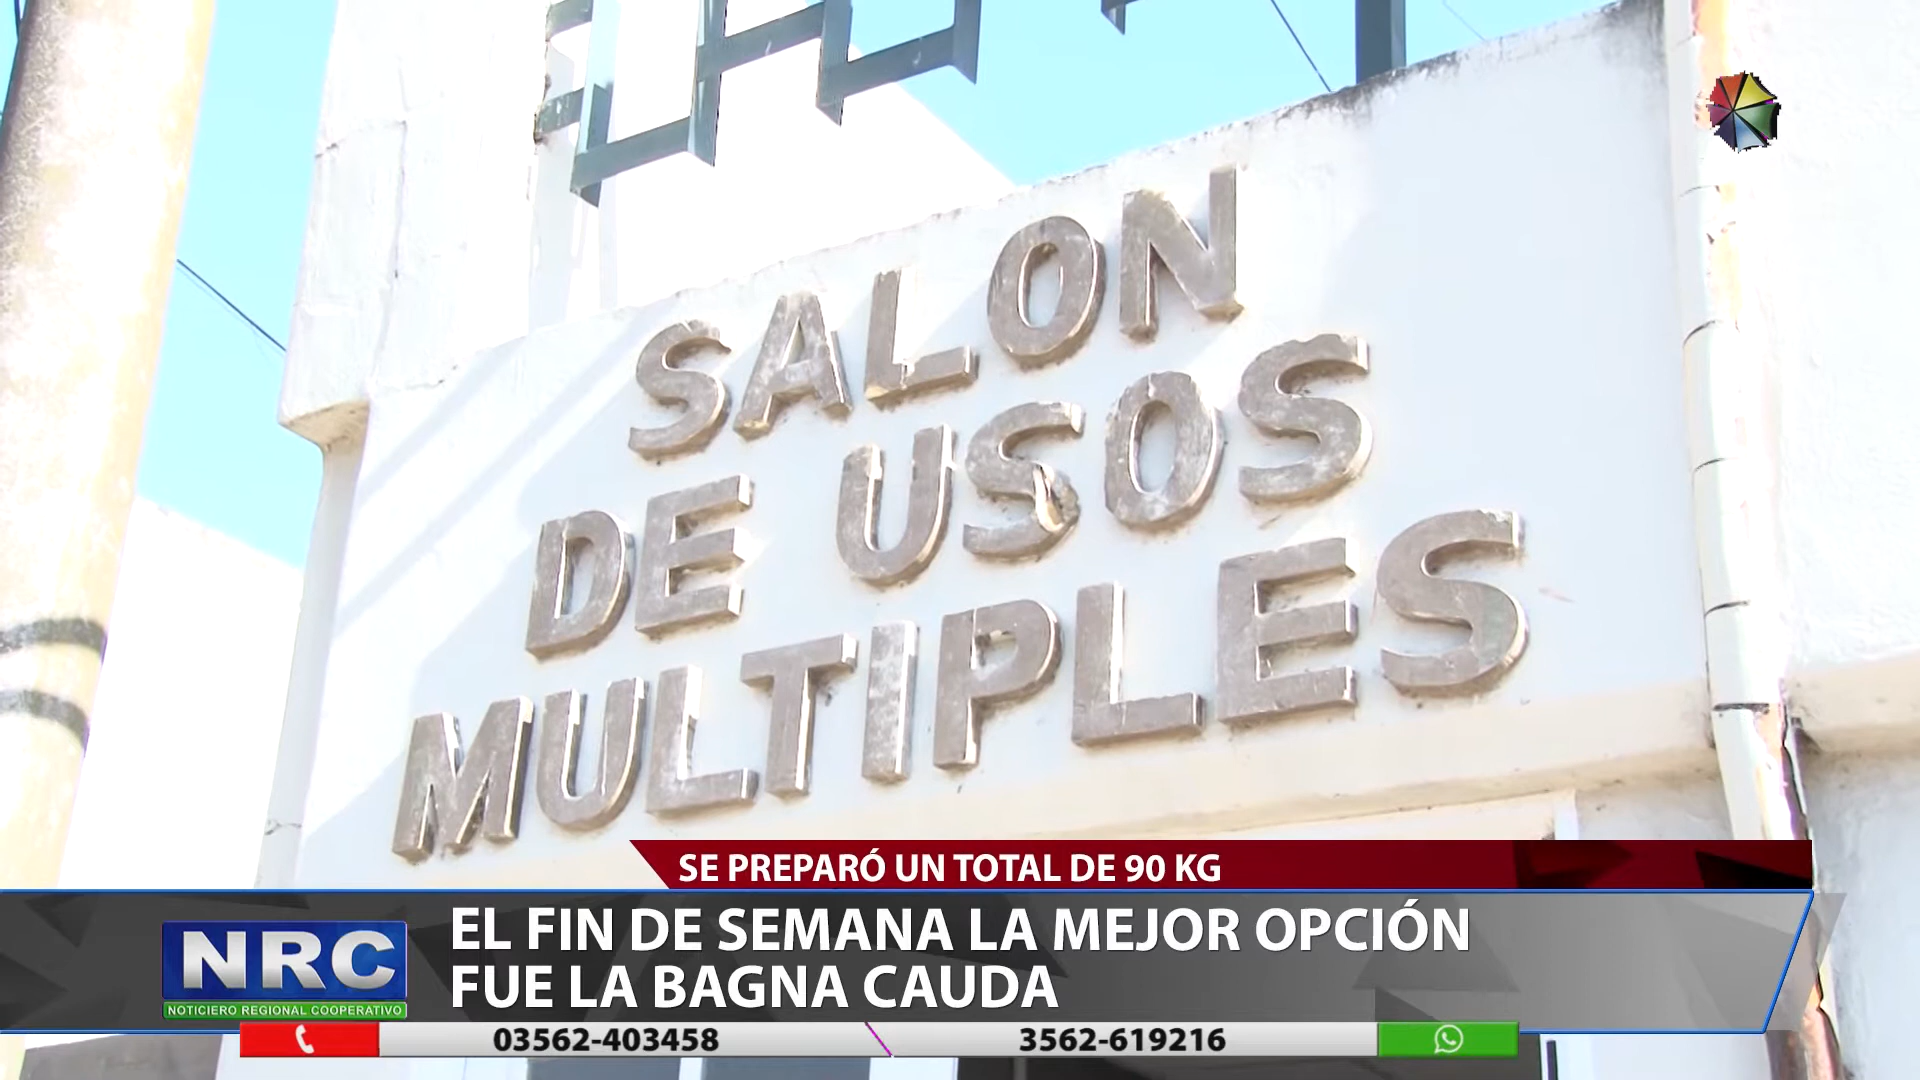 SALON
DE USOS
MULTIPLES
SE PREPARÓ UN TOTAL DE 90 KG
EL FIN DE SEMANA LA MEJOR OPCIÓN
FUE LA BAGNA CAUDA
NRC
NOTICIERO REGIONAL COOPERATIVO
03562-403458
3562-619216